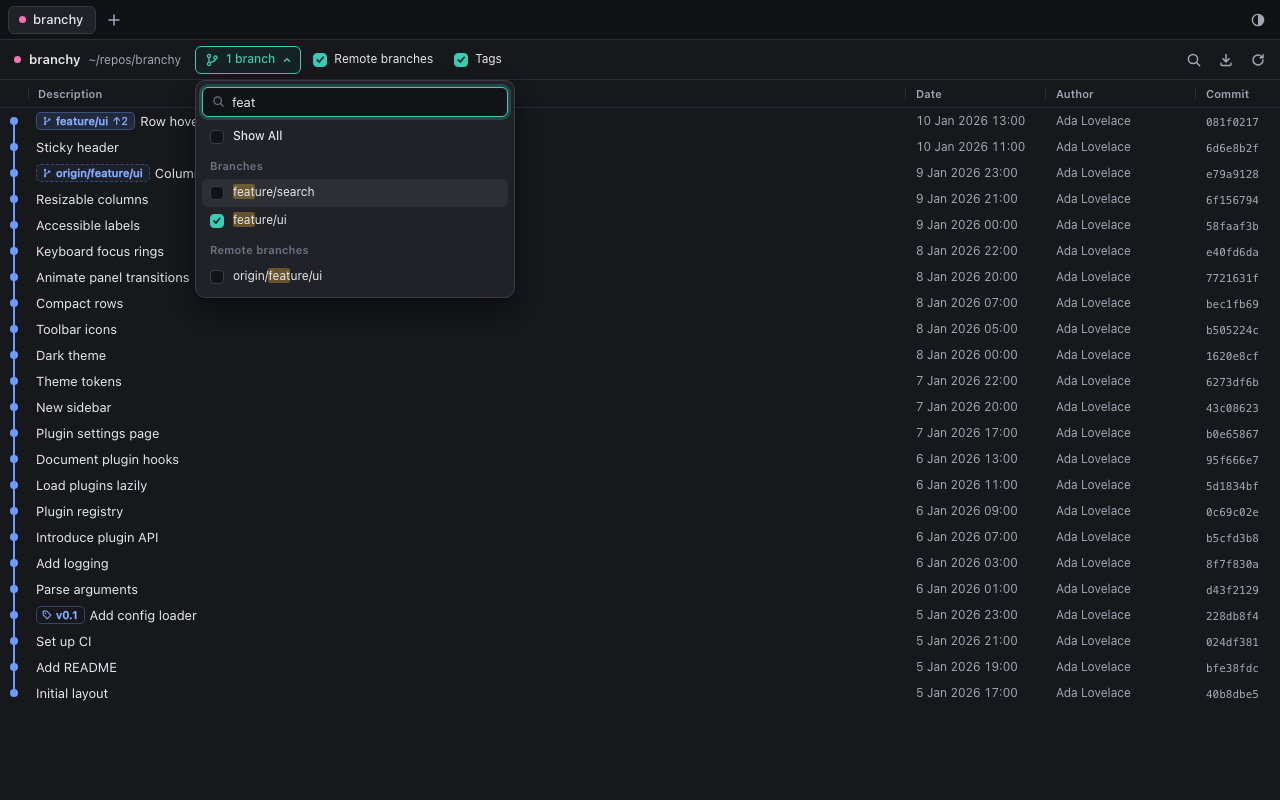 branchy
branchy ~/repos/branchy 1 branch Remote branches Tags
Description Date Author Commit
feat
Show All
Branches
feature/search
feature/ui
Remote branches
origin/feature/ui
feature/ui ↑2 Row hove 10 Jan 2026 13:00 Ada Lovelace 081f0217
Sticky header 10 Jan 2026 11:00 Ada Lovelace 6d6e8b2f
origin/feature/ui Colum 9 Jan 2026 23:00 Ada Lovelace e79a9128
Resizable columns 9 Jan 2026 21:00 Ada Lovelace 6f156794
Accessible labels 9 Jan 2026 00:00 Ada Lovelace 58faaf3b
Keyboard focus rings 8 Jan 2026 22:00 Ada Lovelace e40fd6da
Animate panel transitions 8 Jan 2026 20:00 Ada Lovelace 7721631f
Compact rows 8 Jan 2026 07:00 Ada Lovelace bec1fb69
Toolbar icons 8 Jan 2026 05:00 Ada Lovelace b505224c
Dark theme 8 Jan 2026 00:00 Ada Lovelace 1620e8cf
Theme tokens 7 Jan 2026 22:00 Ada Lovelace 6273df6b
New sidebar 7 Jan 2026 20:00 Ada Lovelace 43c08623
Plugin settings page 7 Jan 2026 17:00 Ada Lovelace b0e65867
Document plugin hooks 6 Jan 2026 13:00 Ada Lovelace 95f666e7
Load plugins lazily 6 Jan 2026 11:00 Ada Lovelace 5d1834bf
Plugin registry 6 Jan 2026 09:00 Ada Lovelace 0c69c02e
Introduce plugin API 6 Jan 2026 07:00 Ada Lovelace b5cfd3b8
Add logging 6 Jan 2026 03:00 Ada Lovelace 8f7f830a
Parse arguments 6 Jan 2026 01:00 Ada Lovelace d43f2129
v0.1 Add config loader 5 Jan 2026 23:00 Ada Lovelace 228db8f4
Set up CI 5 Jan 2026 21:00 Ada Lovelace 024df381
Add README 5 Jan 2026 19:00 Ada Lovelace bfe38fdc
Initial layout 5 Jan 2026 17:00 Ada Lovelace 40b8dbe5